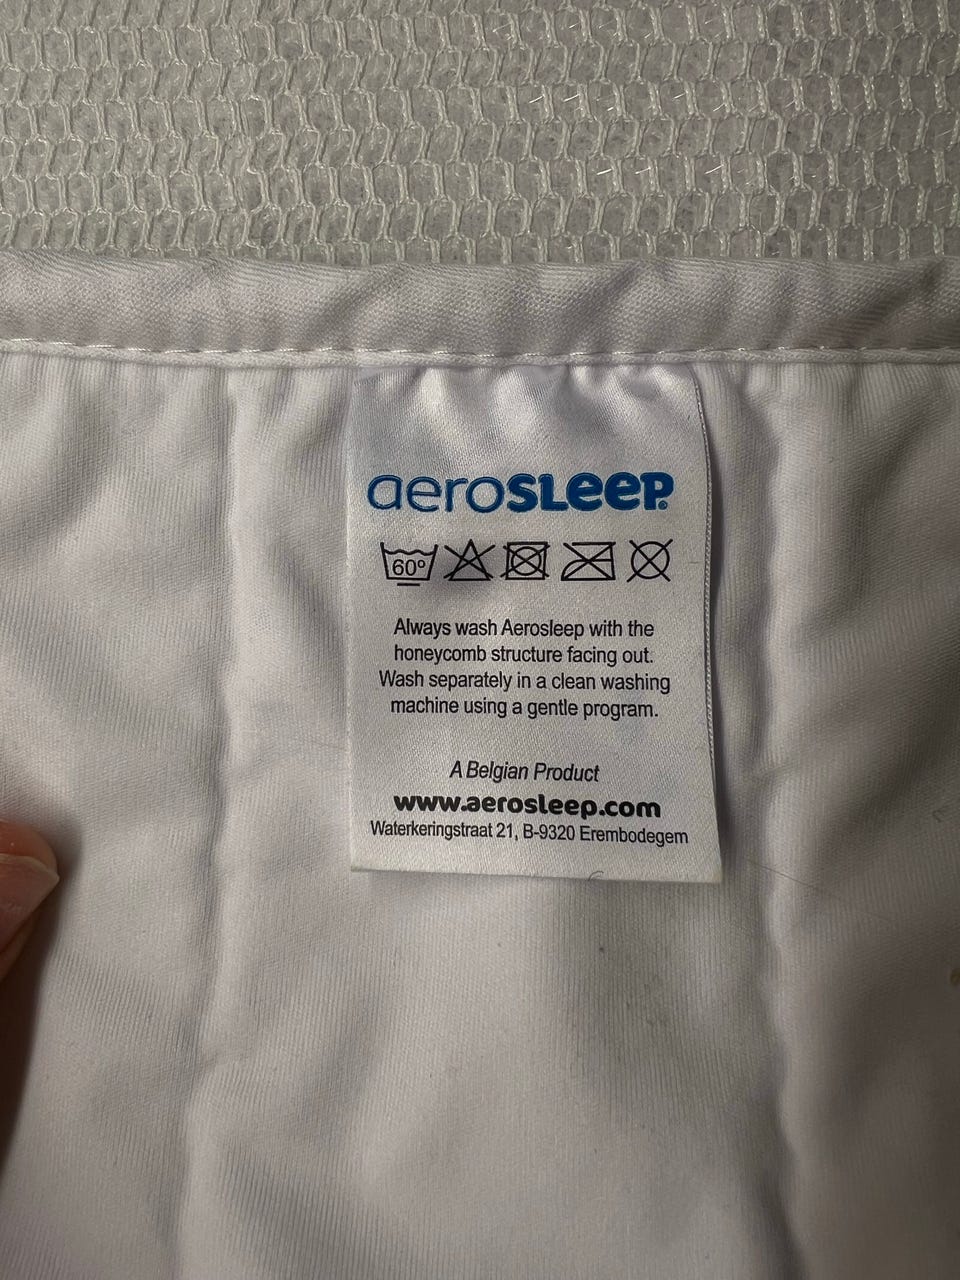 aerosleep
60°
Always wash Aerosleep with the
honeycomb structure facing out.
Wash separately in a clean washing
machine using a gentle program.
A Belgian Product
www.aerosleep.com
Waterkeringstraat 21, B-9320 Erembodegem